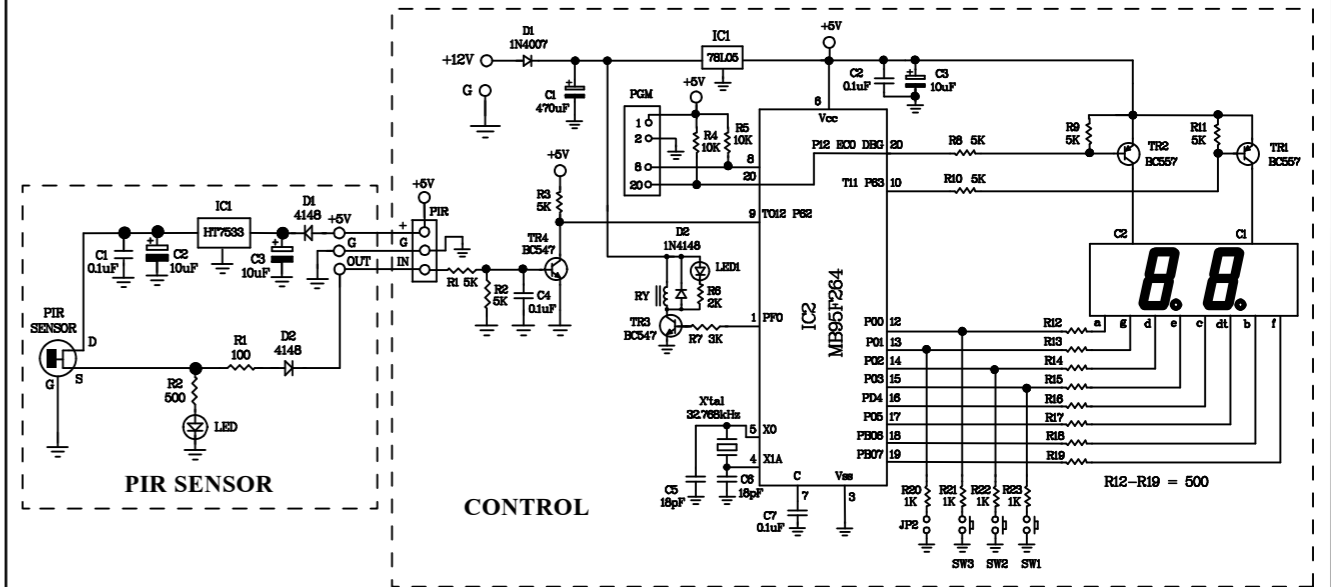 PIR SENSOR
PIR
SENSOR
D
S
G
C1
0.1uF
C2
10uF
IC1
HT7533
C3
10uF
D1
4148
+5V
G
OUT
R1
100
D2
4148
R2
500
LED
CONTROL
+12V
G
D1
1N4007
C1
470uF
IC1
78L05
+5V
C2
0.1uF
C3
10uF
PGM
1
2
8
20
+5V
R4
10K
R5
10K
+5V
PIR
+
G
IN
+5V
R3
5K
TR4
BC547
R1 5K
R2
5K
C4
0.1uF
D2
1N4148
LED1
R6
2K
RY
TR3
BC547
R7 3K
X'tal
32.768kHz
C5
18pF
C6
18pF
C7
0.1uF
IC2
MB95F264
6
Vcc
8
20
9 TO12 P62
1 PF0
5 X0
4 X1A
C
7
Vss
3
P12 EC0 DBG 20
T11 P63 10
P00 12
P01 13
P02 14
P03 15
PD4 16
P05 17
PB06 18
PB07 19
R8 5K
R10 5K
R9
5K
R11
5K
TR2
BC557
TR1
BC557
C2
C1
8. 8.
a g d e c dt b f
R12
R13
R14
R15
R16
R17
R18
R19
R12-R19 = 500
R20
1K
R21
1K
R22
1K
R23
1K
JP2
SW3
SW2
SW1